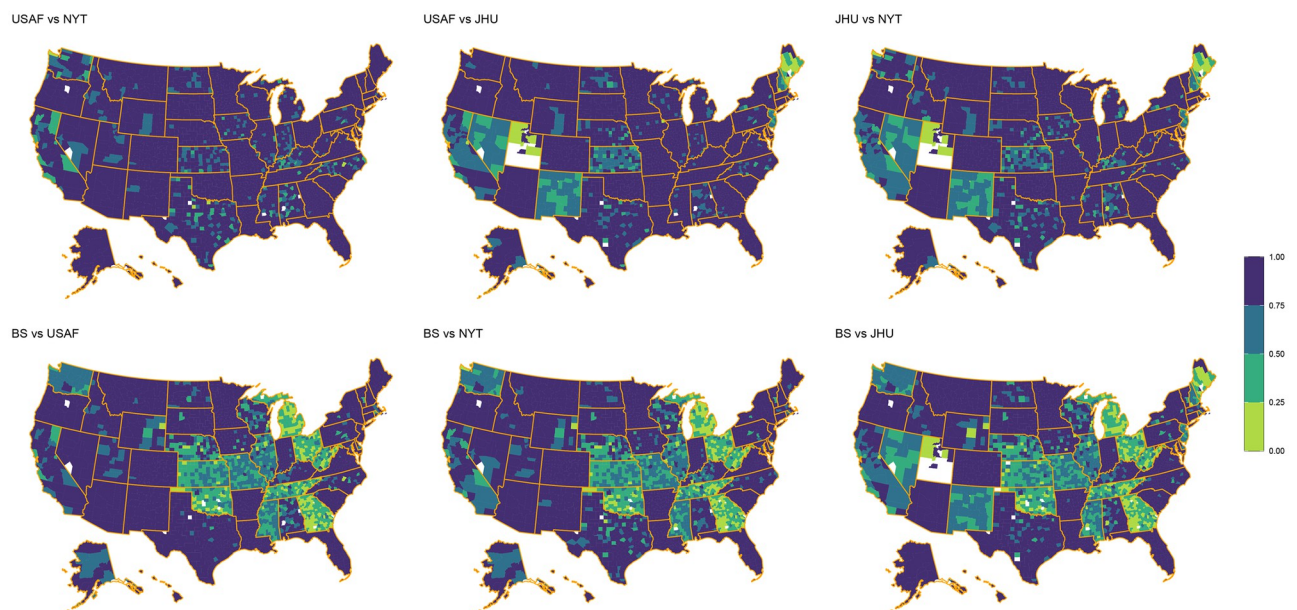 USAF vs NYT
USAF vs JHU
JHU vs NYT
BS vs USAF
BS vs NYT
BS vs JHU
1.00
0.75
0.50
0.25
0.00